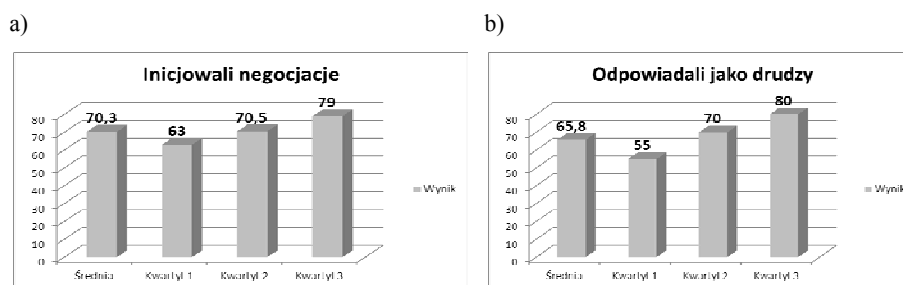 a)
Inicjowali negocjacje
80
70
60
50
40
30
20
10
0
70,3
63
70,5
79
Średnia
Kwartyl 1
Kwartyl 2
Kwartyl 3
Wynik
b)
Odpowiadali jako drudzy
80
70
60
50
40
30
20
10
0
65,8
55
70
80
Średnia
Kwartyl 1
Kwartyl 2
Kwartyl 3
Wynik